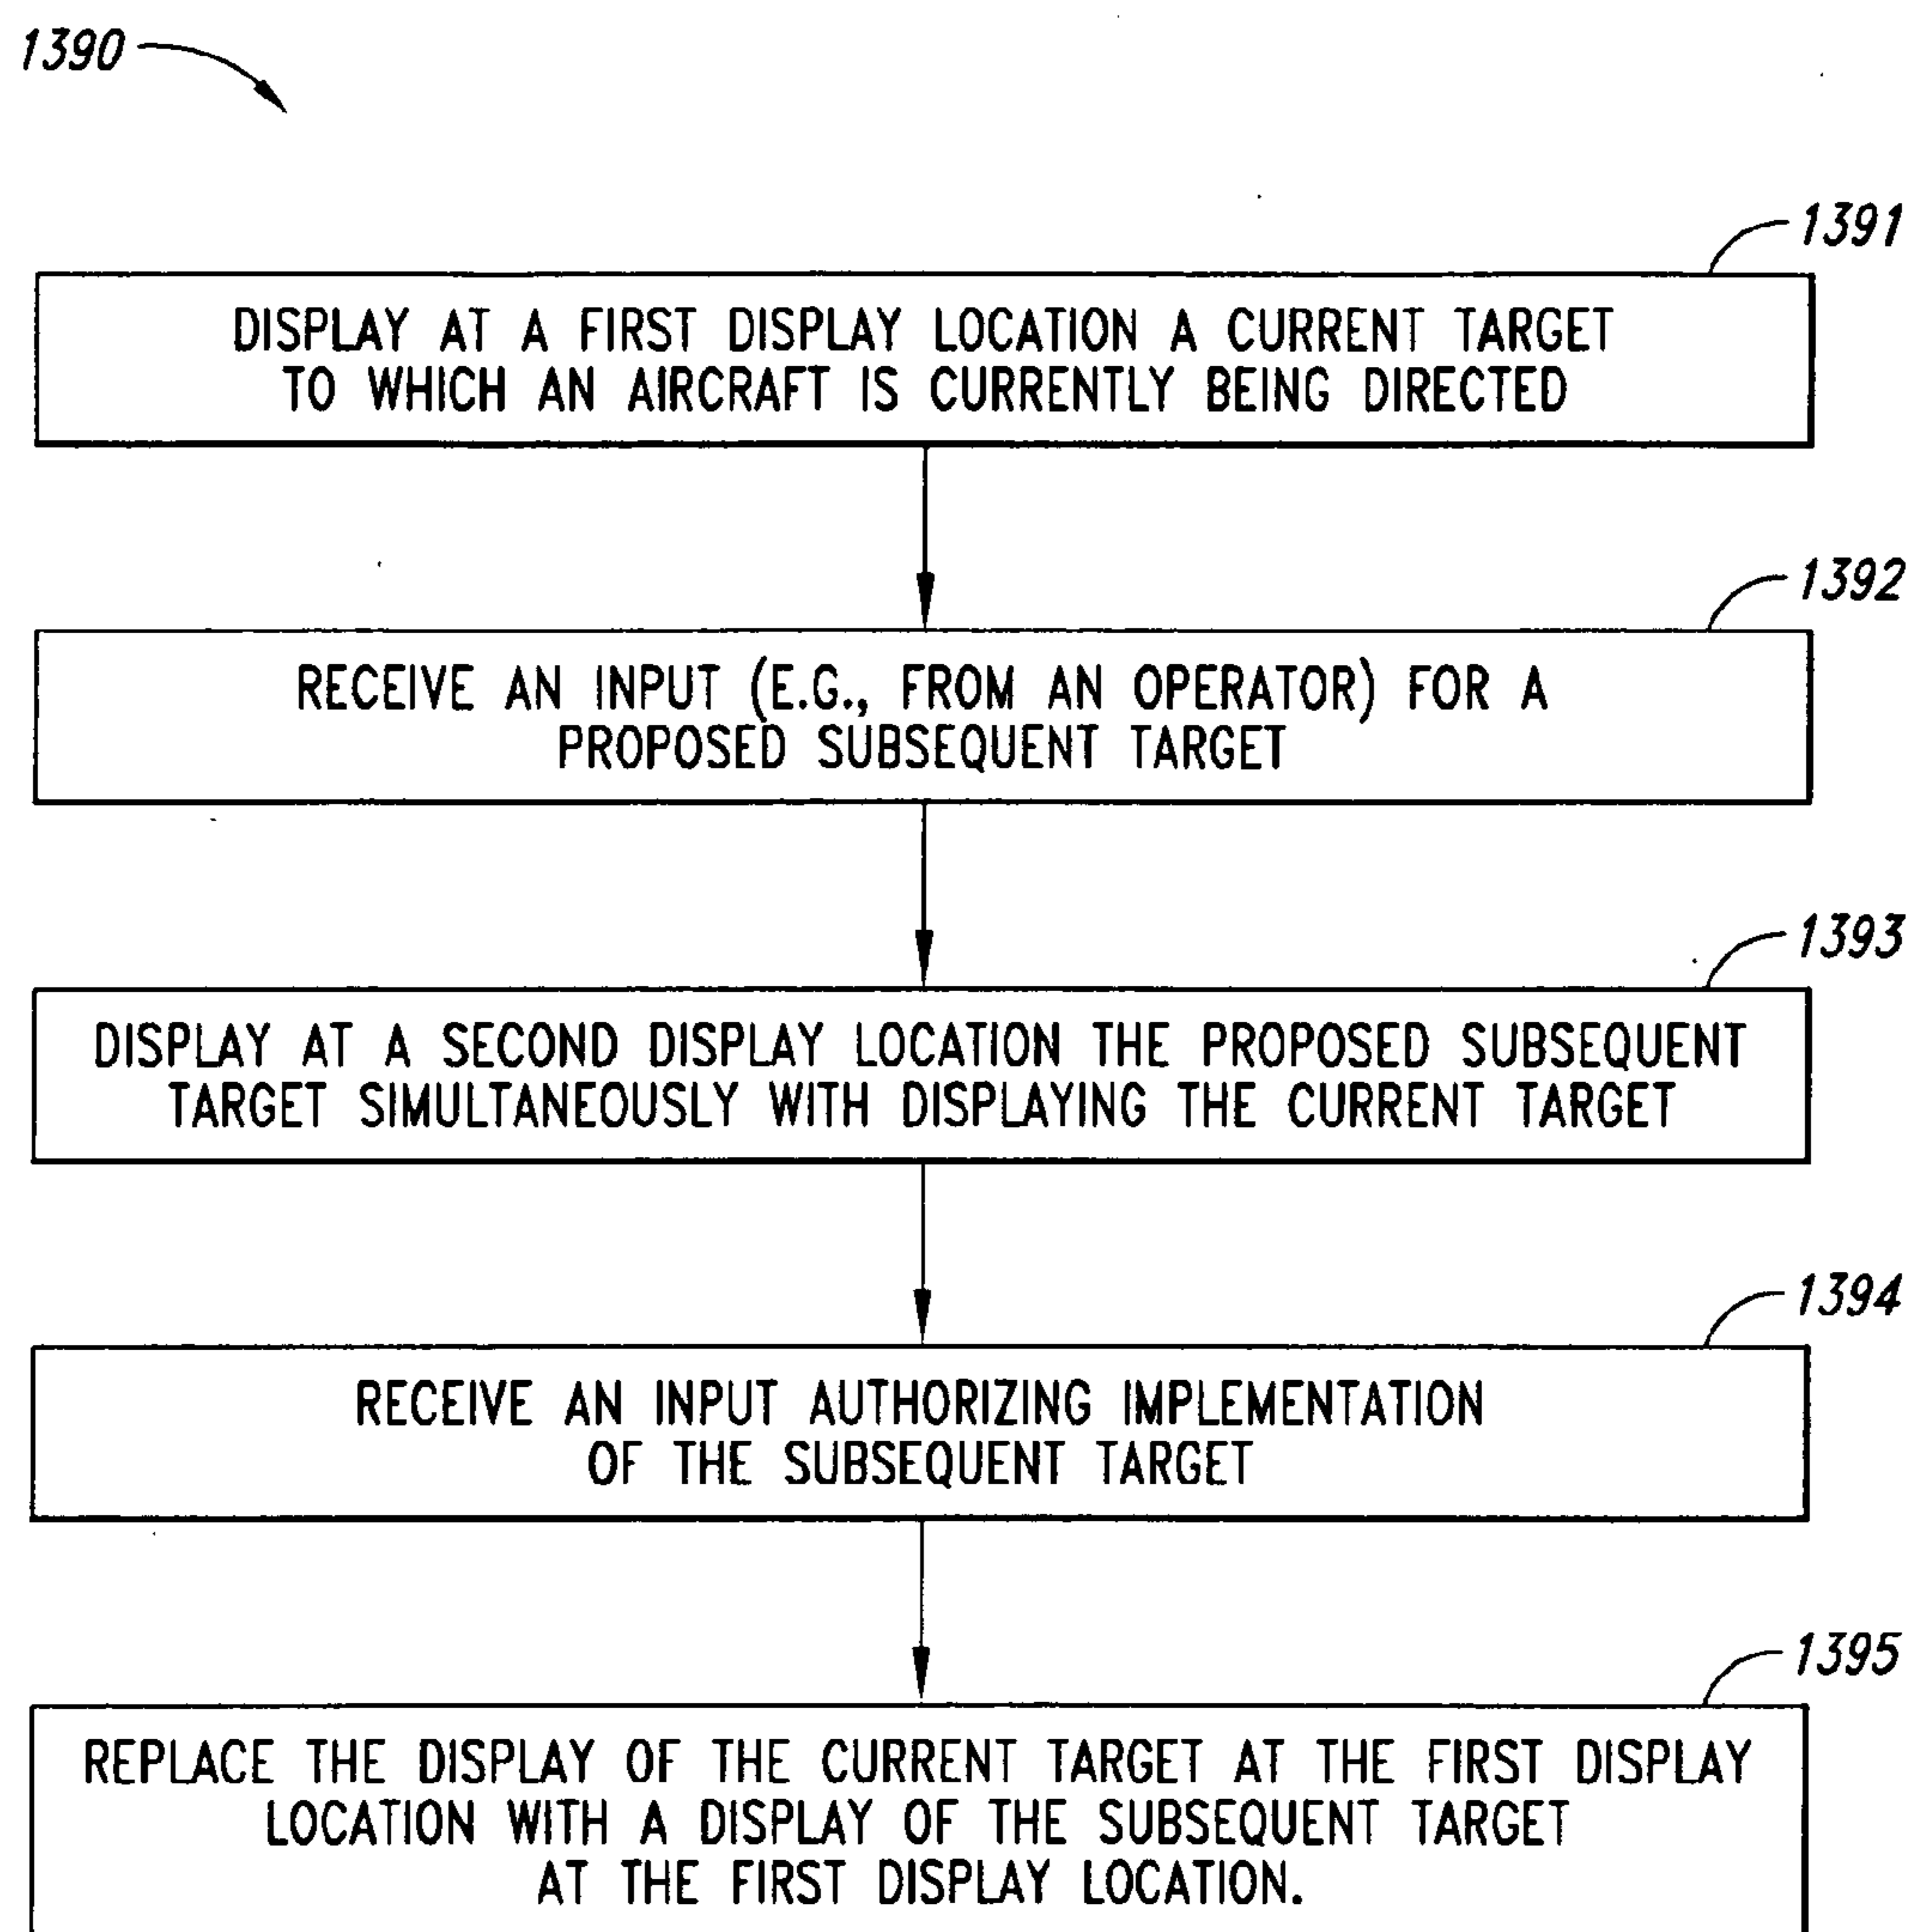 1390
1391
DISPLAY AT A FIRST DISPLAY LOCATION A CURRENT TARGET
TO WHICH AN AIRCRAFT IS CURRENTLY BEING DIRECTED
1392
RECEIVE AN INPUT (E.G., FROM AN OPERATOR) FOR A
PROPOSED SUBSEQUENT TARGET
1393
DISPLAY AT A SECOND DISPLAY LOCATION THE PROPOSED SUBSEQUENT
TARGET SIMULTANEOUSLY WITH DISPLAYING THE CURRENT TARGET
1394
RECEIVE AN INPUT AUTHORIZING IMPLEMENTATION
OF THE SUBSEQUENT TARGET
1395
REPLACE THE DISPLAY OF THE CURRENT TARGET AT THE FIRST DISPLAY
LOCATION WITH A DISPLAY OF THE SUBSEQUENT TARGET
AT THE FIRST DISPLAY LOCATION.